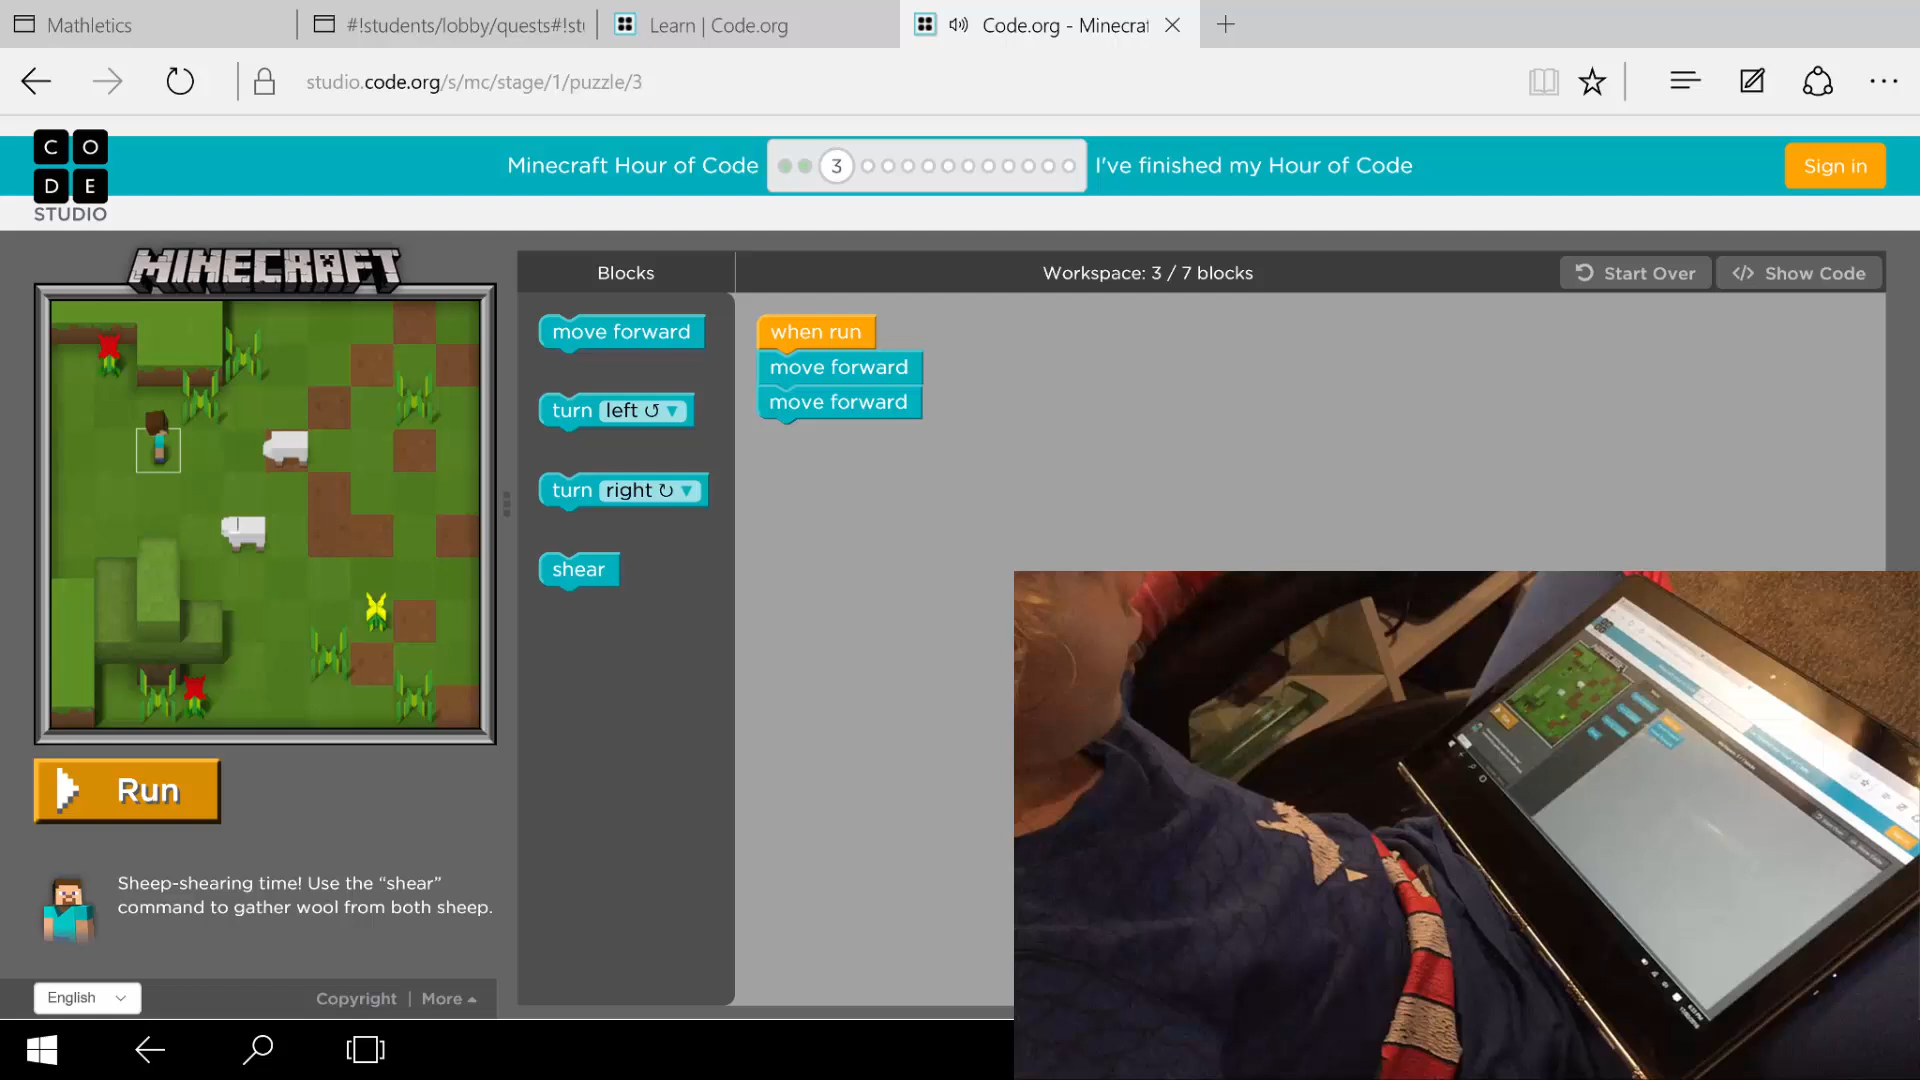 Mathletics
#!students/lobby/quests#!stu
Learn | Code.org
Code.org - Minecraf
studio.code.org/s/mc/stage/1/puzzle/3
CODE
STUDIO
Minecraft Hour of Code
3
I've finished my Hour of Code
Sign in
MINECRAFT
Blocks
Workspace: 3 / 7 blocks
Start Over
</> Show Code
move forward
turn left ↺ ▼
turn right ↻ ▼
shear
when run
move forward
move forward
Run
Sheep-shearing time! Use the “shear”
command to gather wool from both sheep.
English
Copyright | More